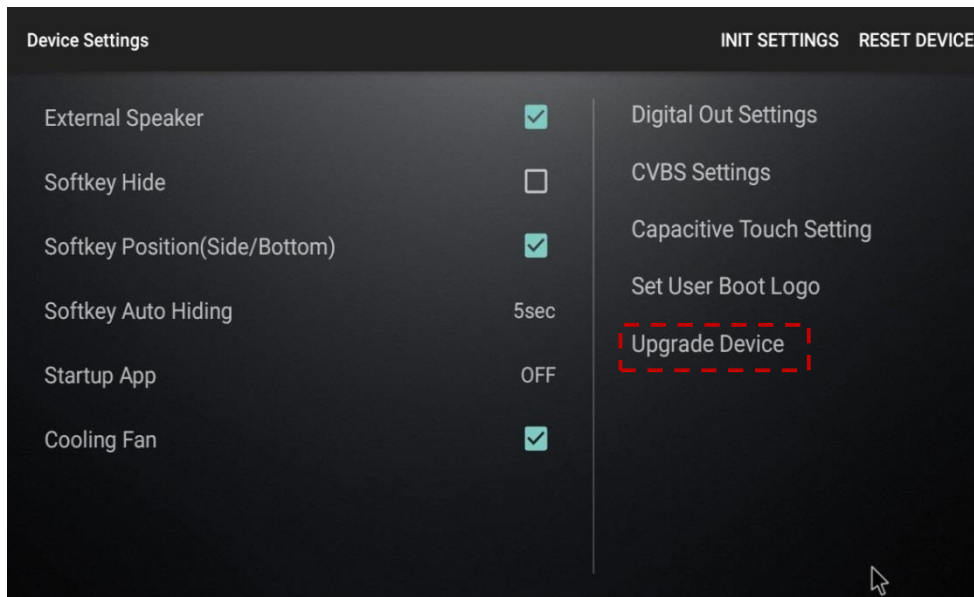 Device Settings
INIT SETTINGS RESET DEVICE
External Speaker
Softkey Hide
Softkey Position(Side/Bottom)
Softkey Auto Hiding 5sec
Startup App OFF
Cooling Fan
Digital Out Settings
CVBS Settings
Capacitive Touch Setting
Set User Boot Logo
Upgrade Device